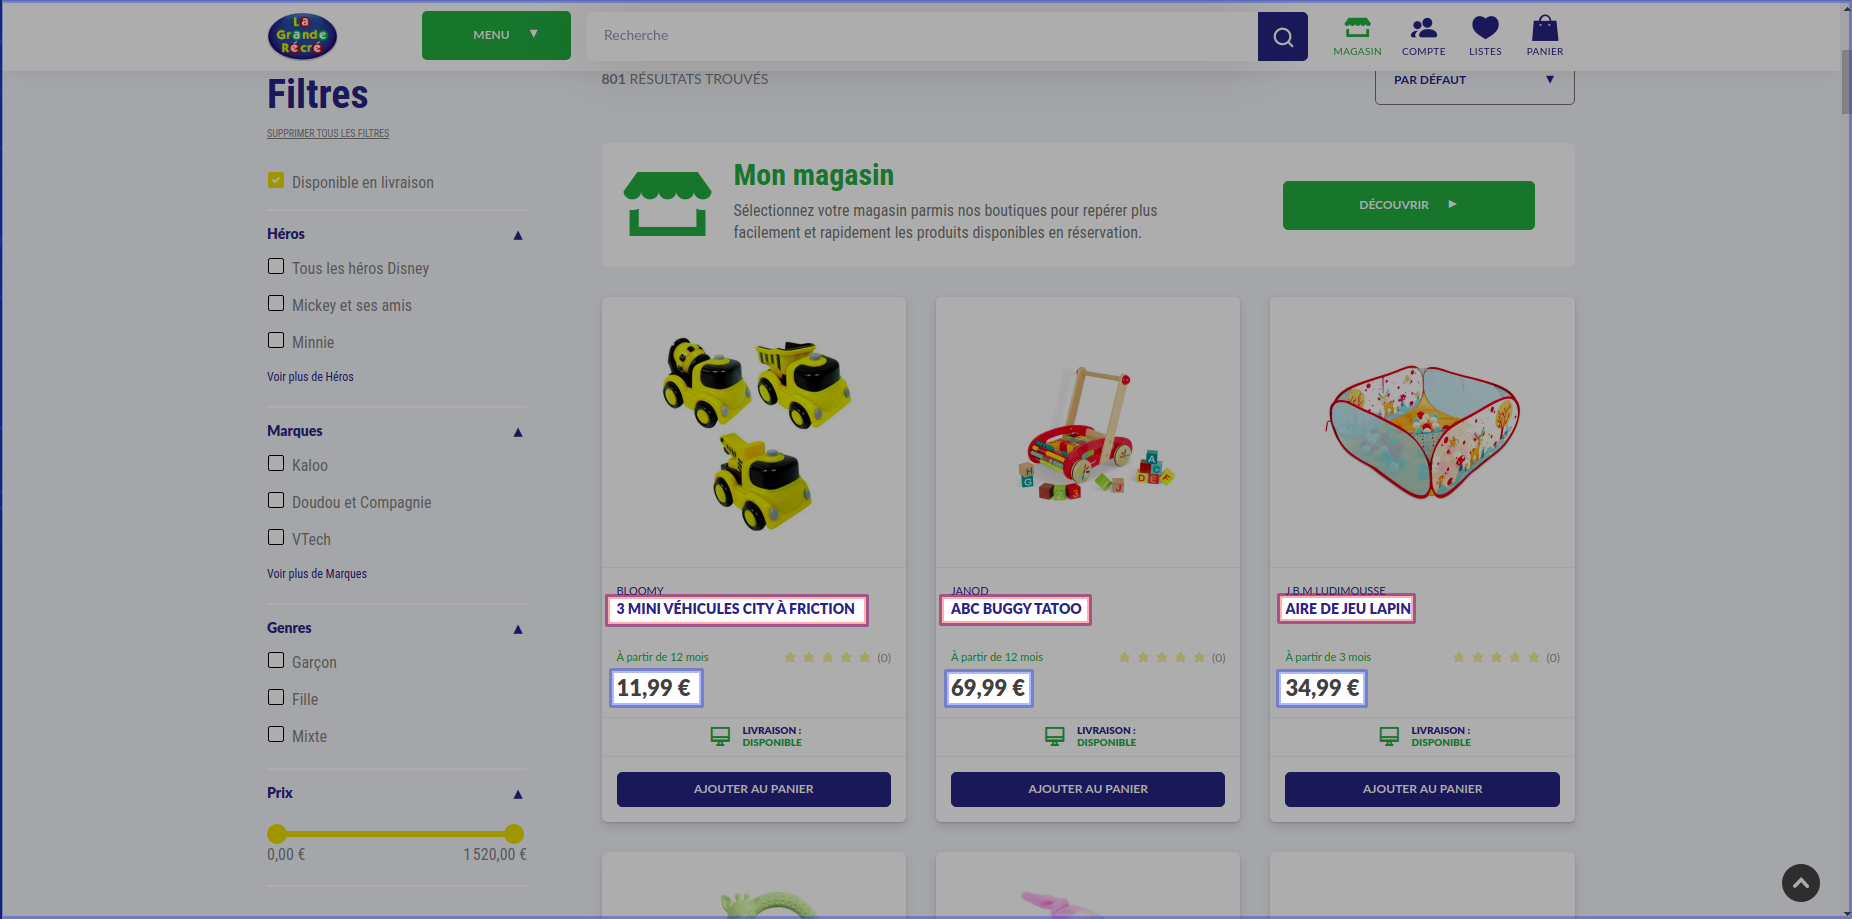 La
Grande
Récré
MENU ▼
Recherche
MAGASIN
COMPTE
LISTES
PANIER
Filtres
SUPPRIMER TOUS LES FILTRES
Disponible en livraison
Héros ▲
Tous les héros Disney
Mickey et ses amis
Minnie
Voir plus de Héros
Marques ▲
Kaloo
Doudou et Compagnie
VTech
Voir plus de Marques
Genres ▲
Garçon
Fille
Mixte
Prix ▲
0,00 € 1 520,00 €
801 RÉSULTATS TROUVÉS
PAR DÉFAUT ▼
Mon magasin
Sélectionnez votre magasin parmis nos boutiques pour repérer plus
facilement et rapidement les produits disponibles en réservation.
DÉCOUVRIR ►
BLOOMY
3 MINI VÉHICULES CITY À FRICTION
À partir de 12 mois (0)
11,99 €
LIVRAISON :
DISPONIBLE
AJOUTER AU PANIER
JANOD
ABC BUGGY TATOO
À partir de 12 mois (0)
69,99 €
LIVRAISON :
DISPONIBLE
AJOUTER AU PANIER
J.B.M LUDIMOUSSE
AIRE DE JEU LAPIN
À partir de 3 mois (0)
34,99 €
LIVRAISON :
DISPONIBLE
AJOUTER AU PANIER